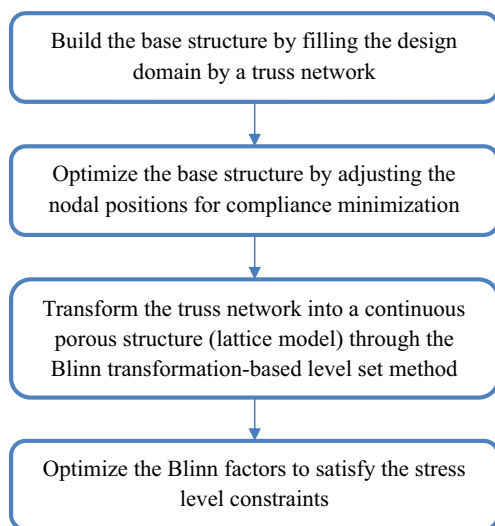 Build the base structure by filling the design
domain by a truss network
Optimize the base structure by adjusting the
nodal positions for compliance minimization
Transform the truss network into a continuous
porous structure (lattice model) through the
Blinn transformation-based level set method
Optimize the Blinn factors to satisfy the stress
level constraints